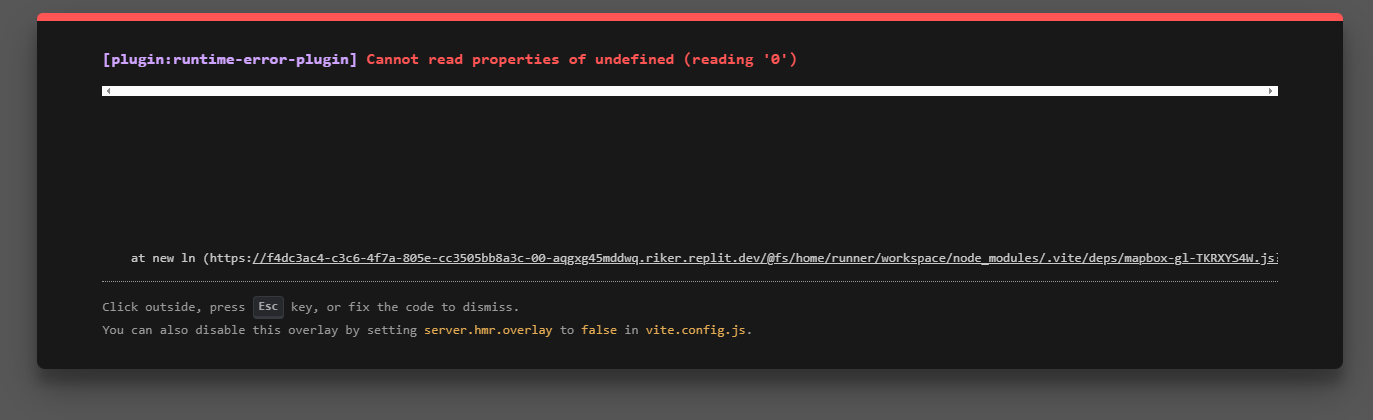 [plugin:runtime-error-plugin] Cannot read properties of undefined (reading '0')
at new ln (https://f4dc3ac4-c3c6-4f7a-805e-cc3505bb8a3c-00-aqgxg45mddwq.riker.replit.dev/@fs/home/runner/workspace/node_modules/.vite/deps/mapbox-gl-TKRXYS4W.js
Click outside, press Esc key, or fix the code to dismiss.
You can also disable this overlay by setting server.hmr.overlay to false in vite.config.js.